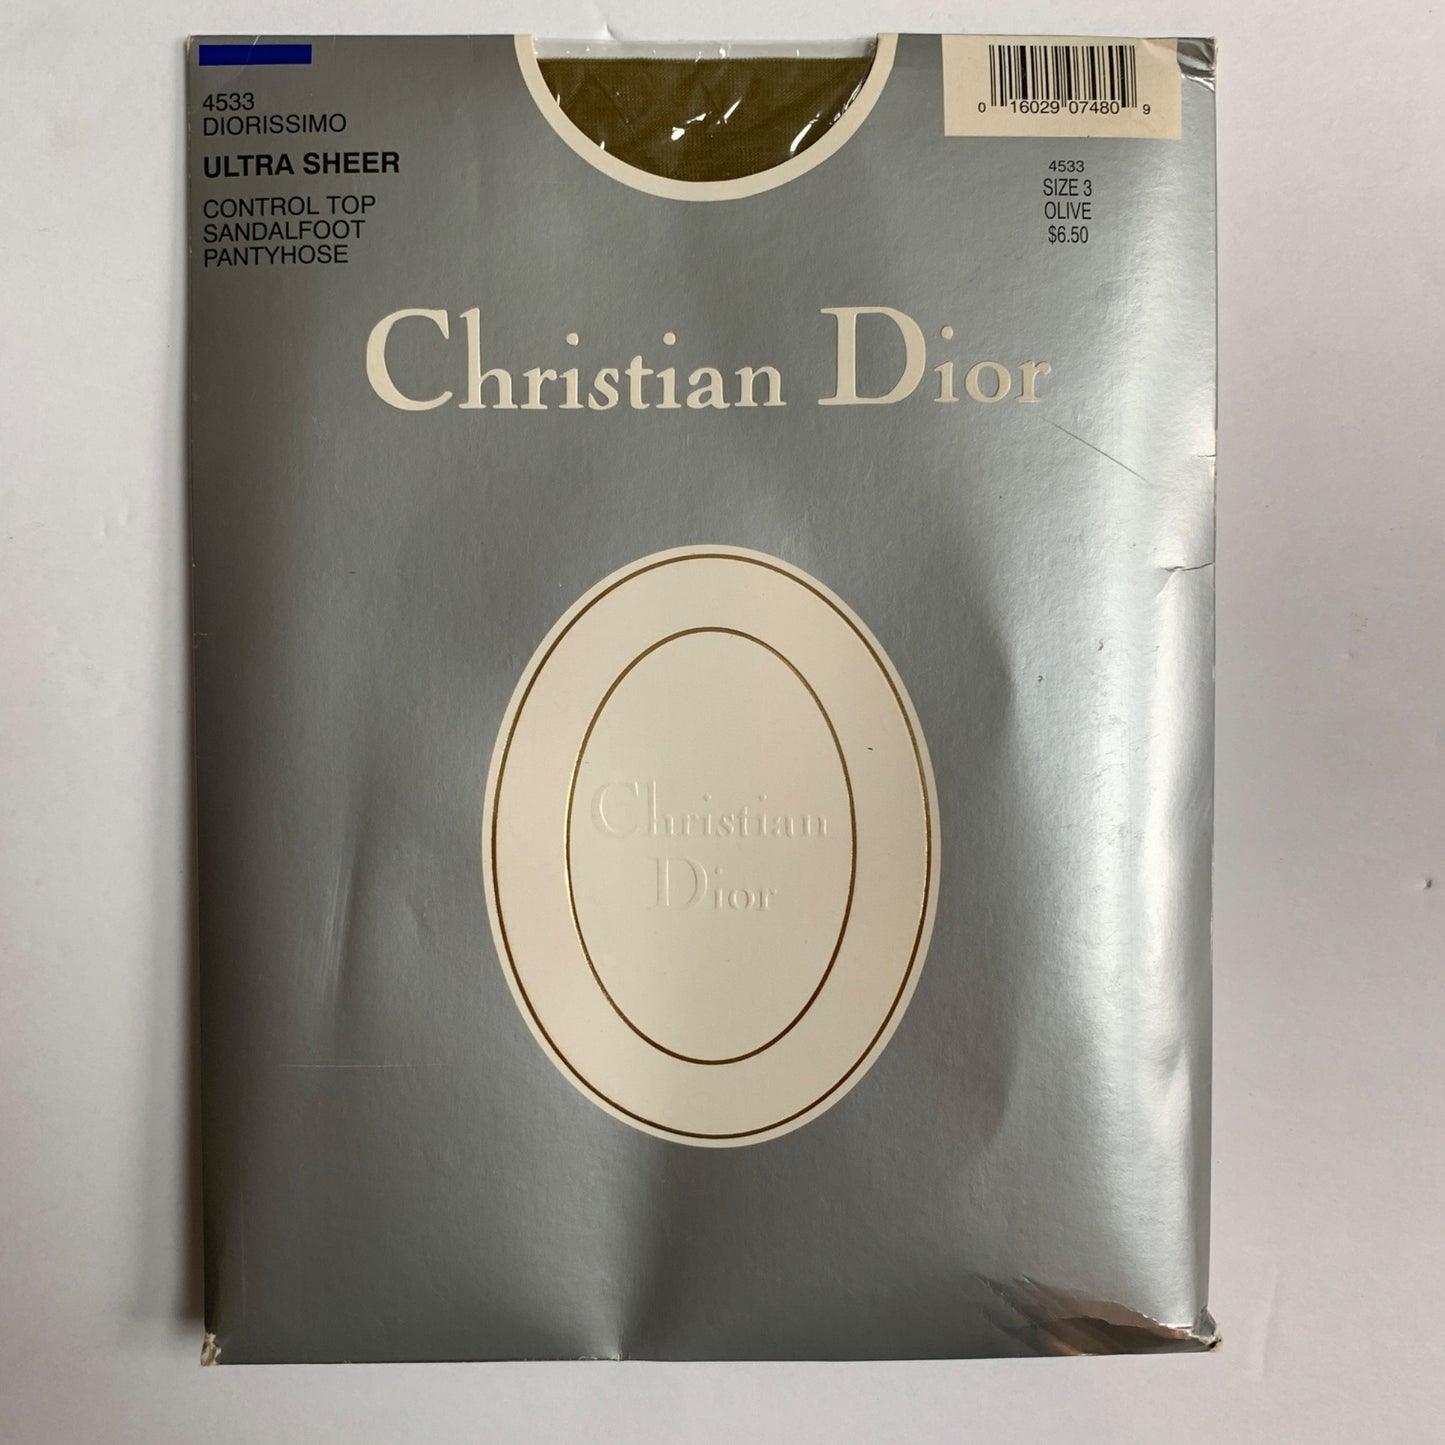 4533
DIORISSIMO
ULTRA SHEER
CONTROL TOP
SANDALFOOT
PANTYHOSE
0 16029 07480 9
4533
SIZE 3
OLIVE
$6.50
Christian Dior
Christian
Dior